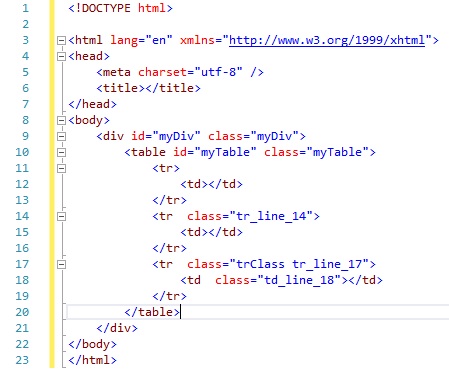 1 <!DOCTYPE html>
2
3 <html lang="en" xmlns="http://www.w3.org/1999/xhtml">
4 <head>
5     <meta charset="utf-8" />
6     <title></title>
7 </head>
8 <body>
9     <div id="myDiv" class="myDiv">
10         <table id="myTable" class="myTable">
11             <tr>
12                 <td></td>
13             </tr>
14             <tr  class="tr_line_14">
15                 <td></td>
16             </tr>
17             <tr  class="trClass tr_line_17">
18                 <td  class="td_line_18"></td>
19             </tr>
20         </table>
21     </div>
22 </body>
23 </html>